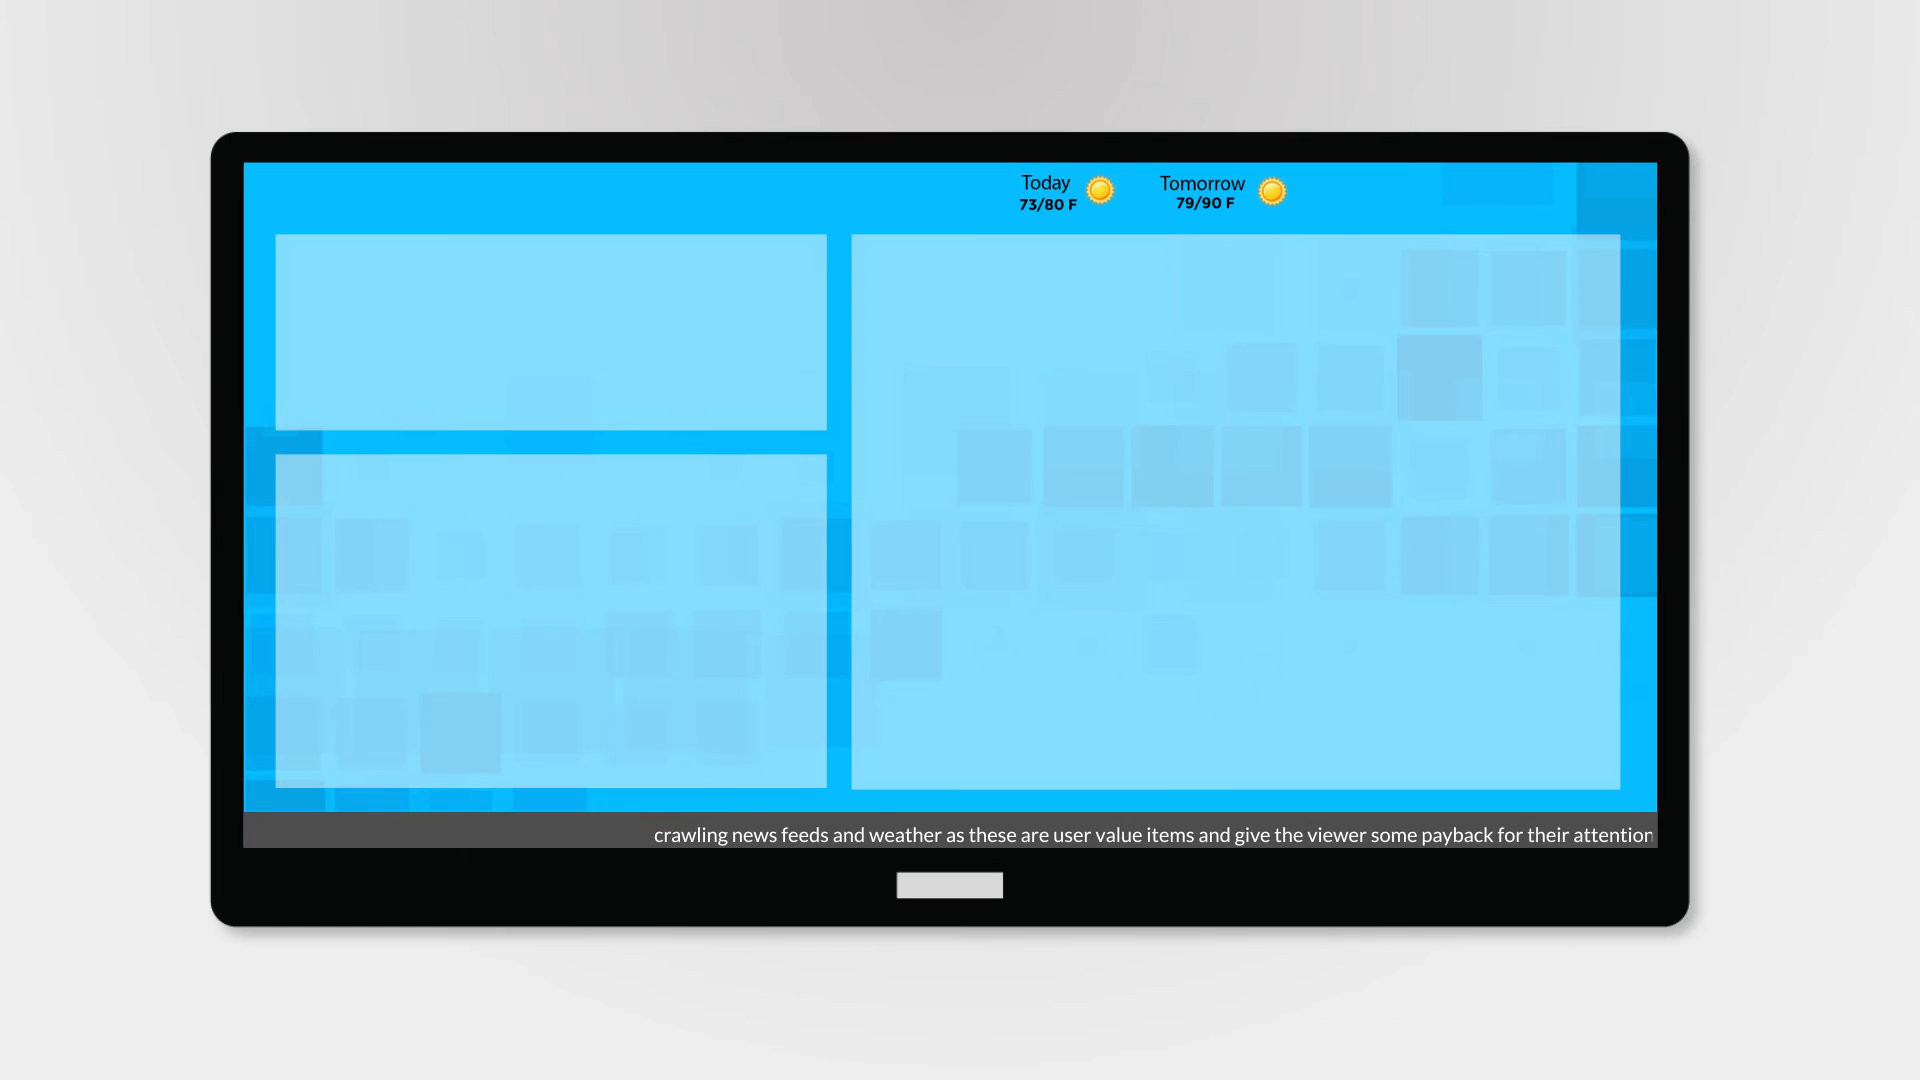 Today
73/80 F
Tomorrow
79/90 F
crawling news feeds and weather as these are user value items and give the viewer some payback for their attention